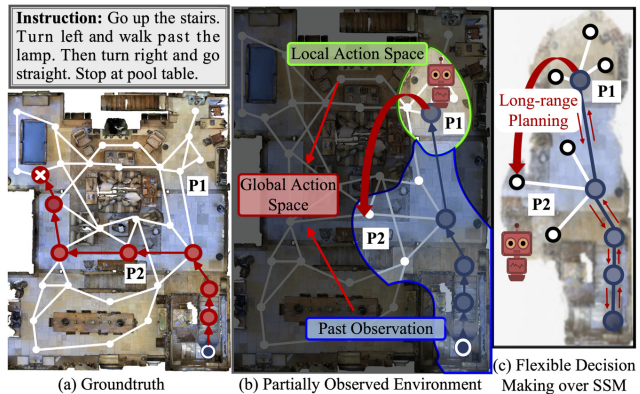 Instruction: Go up the stairs.
Turn left and walk past the
lamp. Then turn right and go
straight. Stop at pool table.
P1
P2
(a) Groundtruth
Local Action Space
P1
Global Action
Space
P2
Past Observation
(b) Partially Observed Environment
P1
Long-range
Planning
P2
(c) Flexible Decision
Making over SSM